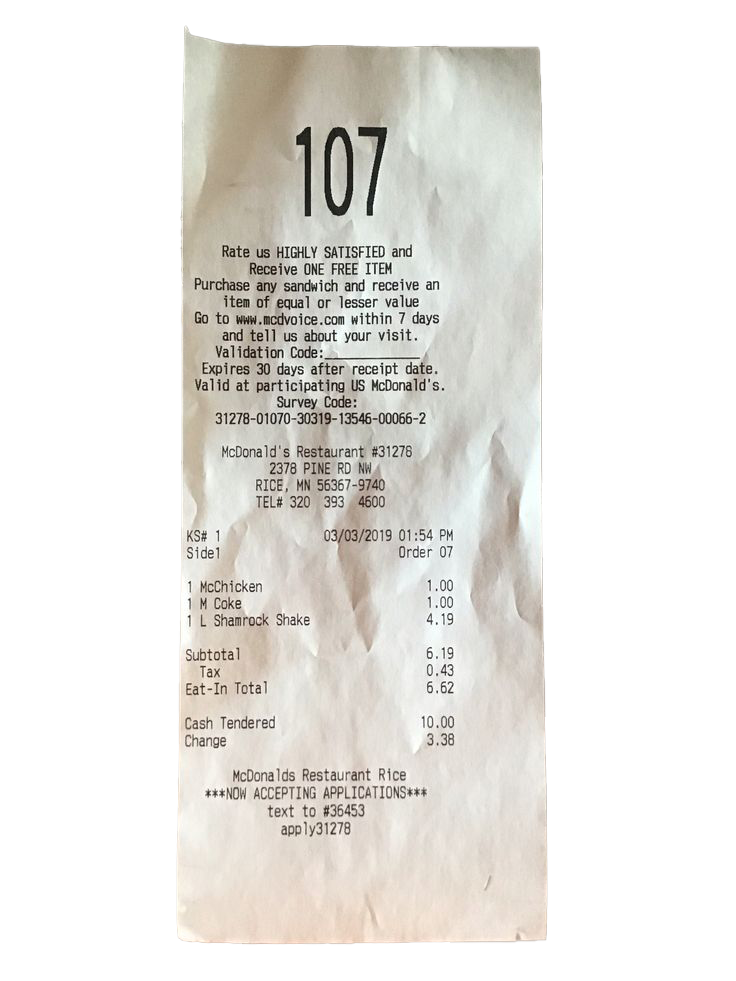 107
Rate us HIGHLY SATISFIED and
Receive ONE FREE ITEM
Purchase any sandwich and receive an
item of equal or lesser value
Go to www.mcdvoice.com within 7 days
and tell us about your visit.
Validation Code:____________
Expires 30 days after receipt date.
Valid at participating US McDonald's.
Survey Code:
31278-01070-30319-13546-00066-2
McDonald's Restaurant #31278
2378 PINE RD NW
RICE, MN 56367-9740
TEL# 320 393 4600
KS# 1 03/03/2019 01:54 PM
Side1 Order 07
1 McChicken 1.00
1 M Coke 1.00
1 L Shamrock Shake 4.19
Subtotal 6.19
Tax 0.43
Eat-In Total 6.62
Cash Tendered 10.00
Change 3.38
McDonalds Restaurant Rice
***NOW ACCEPTING APPLICATIONS***
text to #36453
apply31278